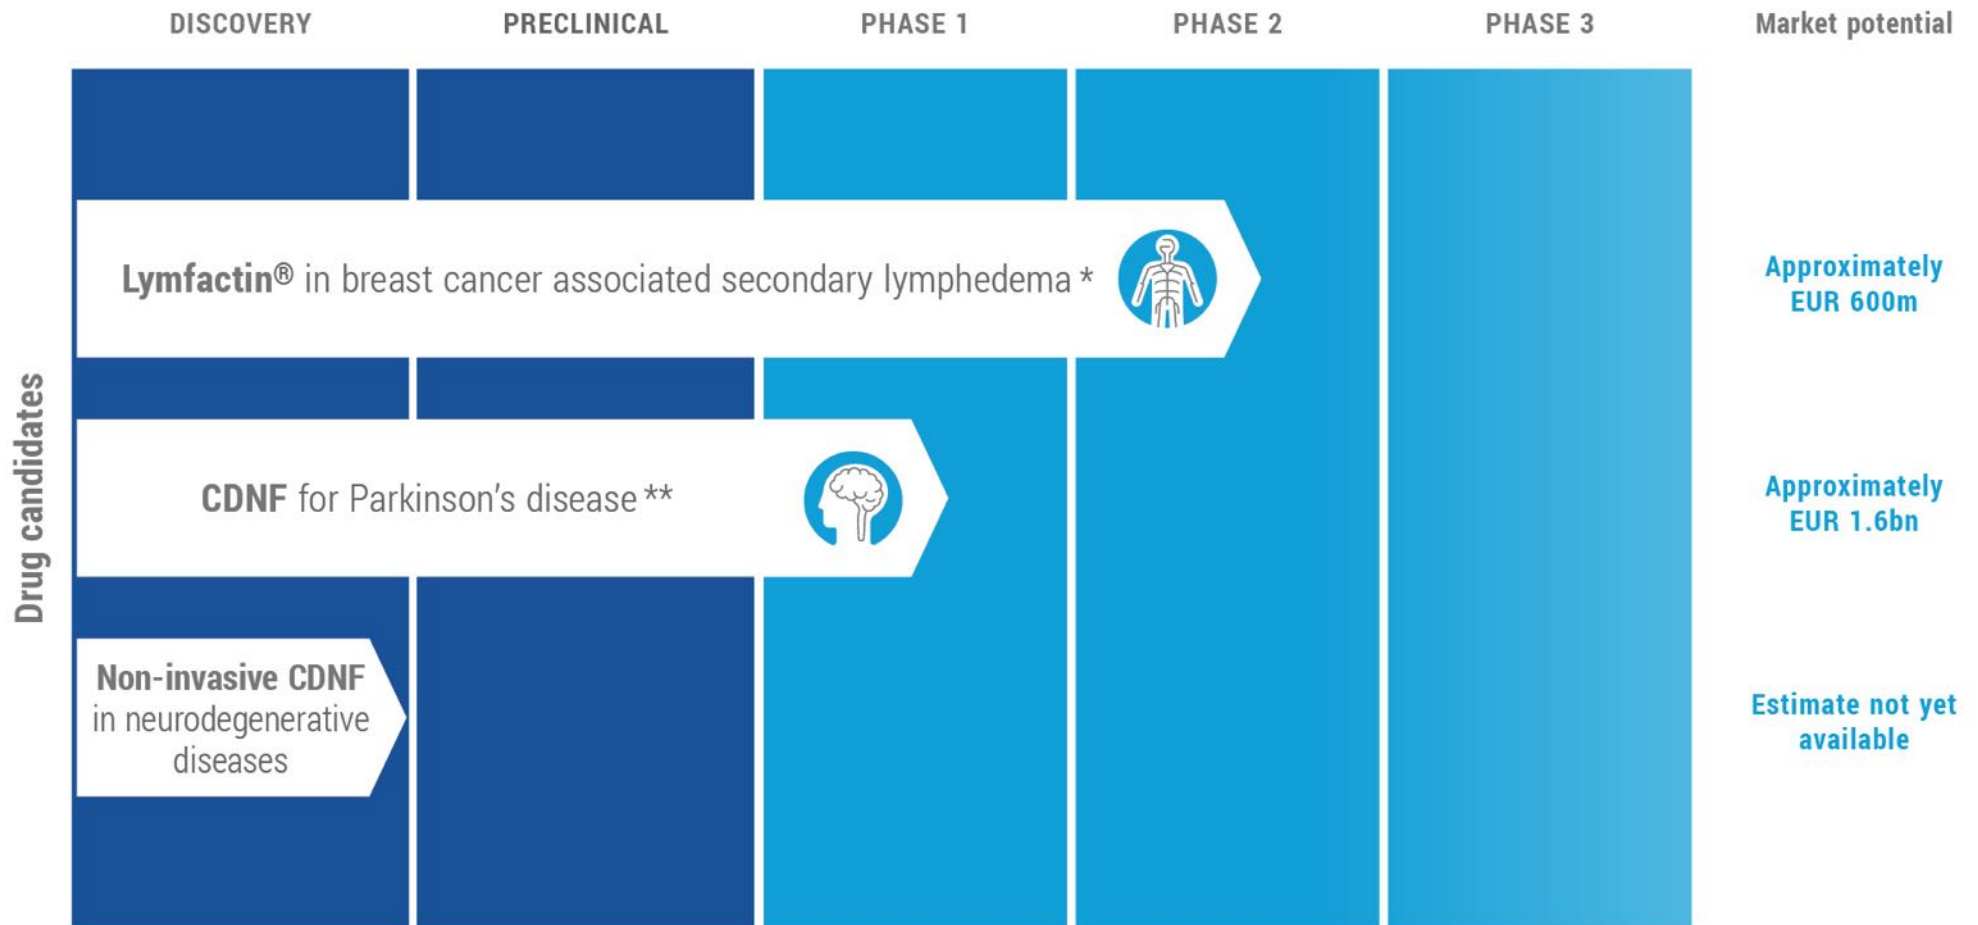 DISCOVERY PRECLINICAL PHASE 1 PHASE 2 PHASE 3 Market potential
Drug candidates
Lymfactin® in breast cancer associated secondary lymphedema *
Approximately
EUR 600m
CDNF for Parkinson's disease **
Approximately
EUR 1.6bn
Non-invasive CDNF
in neurodegenerative
diseases
Estimate not yet
available